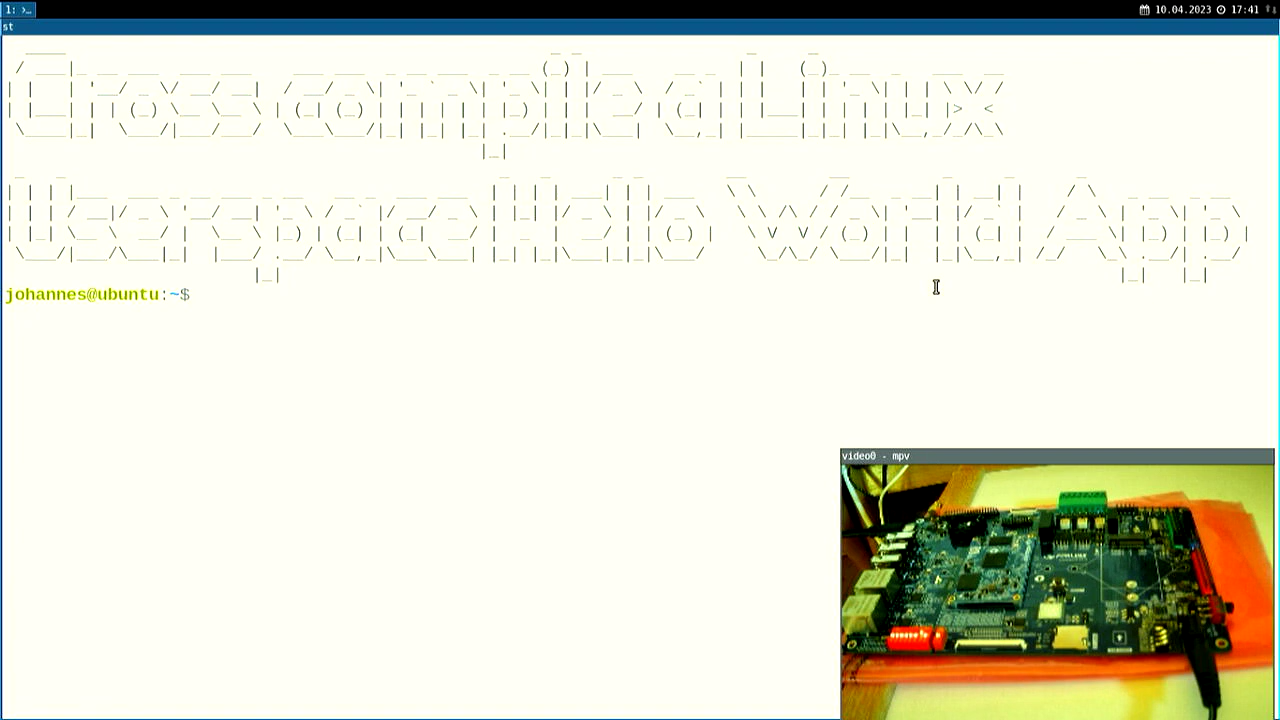 1: >_
10.04.2023 17:41
st
Cross compile a Linux
Userspace Hello World App
johannes@ubuntu:~$
video0 - mpv